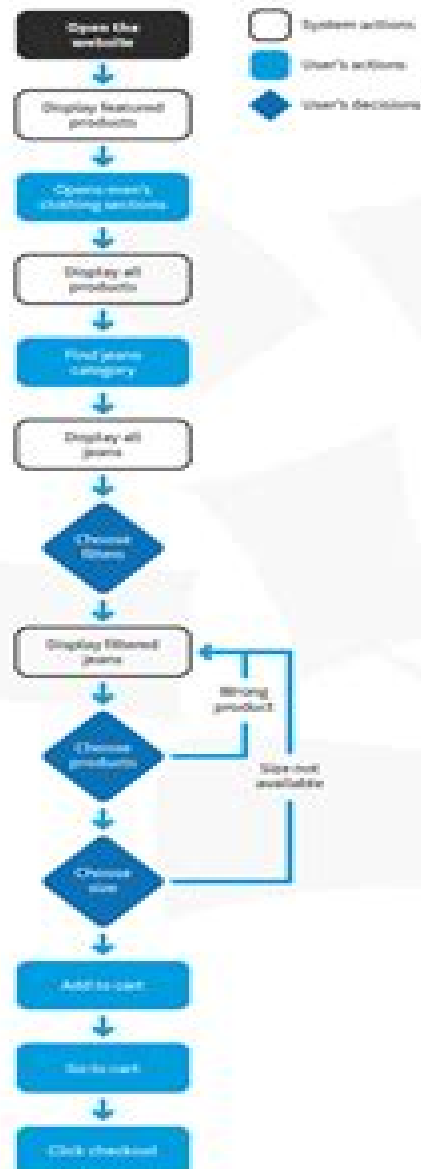 Open the
website
System actions
User's actions
User's decisions
Display featured
products
Opens men's
clothing sections
Display all
products
Find jeans
category
Display all
jeans
Choose
filters
Display filtered
jeans
Wrong
product
Choose
products
Size not
available
Choose
size
Add to cart
Go to cart
Click checkout